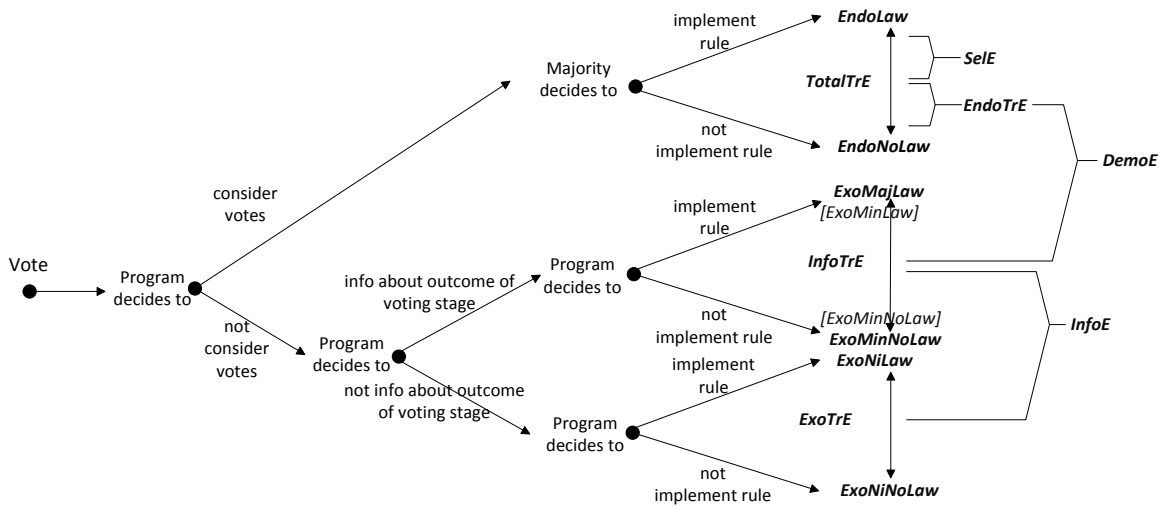 implement
rule
EndoLaw
SelE
Majority
decides to
TotalTrE
EndoTrE
not
implement rule
EndoNoLaw
DemoE
consider
votes
ExoMajLaw
[ExoMinLaw]
implement
rule
Vote
Program
decides to
info about outcome of
voting stage
Program
decides to
InfoTrE
not
consider
votes
Program
decides to
not
implement rule
[ExoMinNoLaw]
ExoMinNoLaw
InfoE
not info about outcome
of voting stage
implement
rule
ExoNiLaw
Program
decides to
ExoTrE
not
implement rule
ExoNiNoLaw